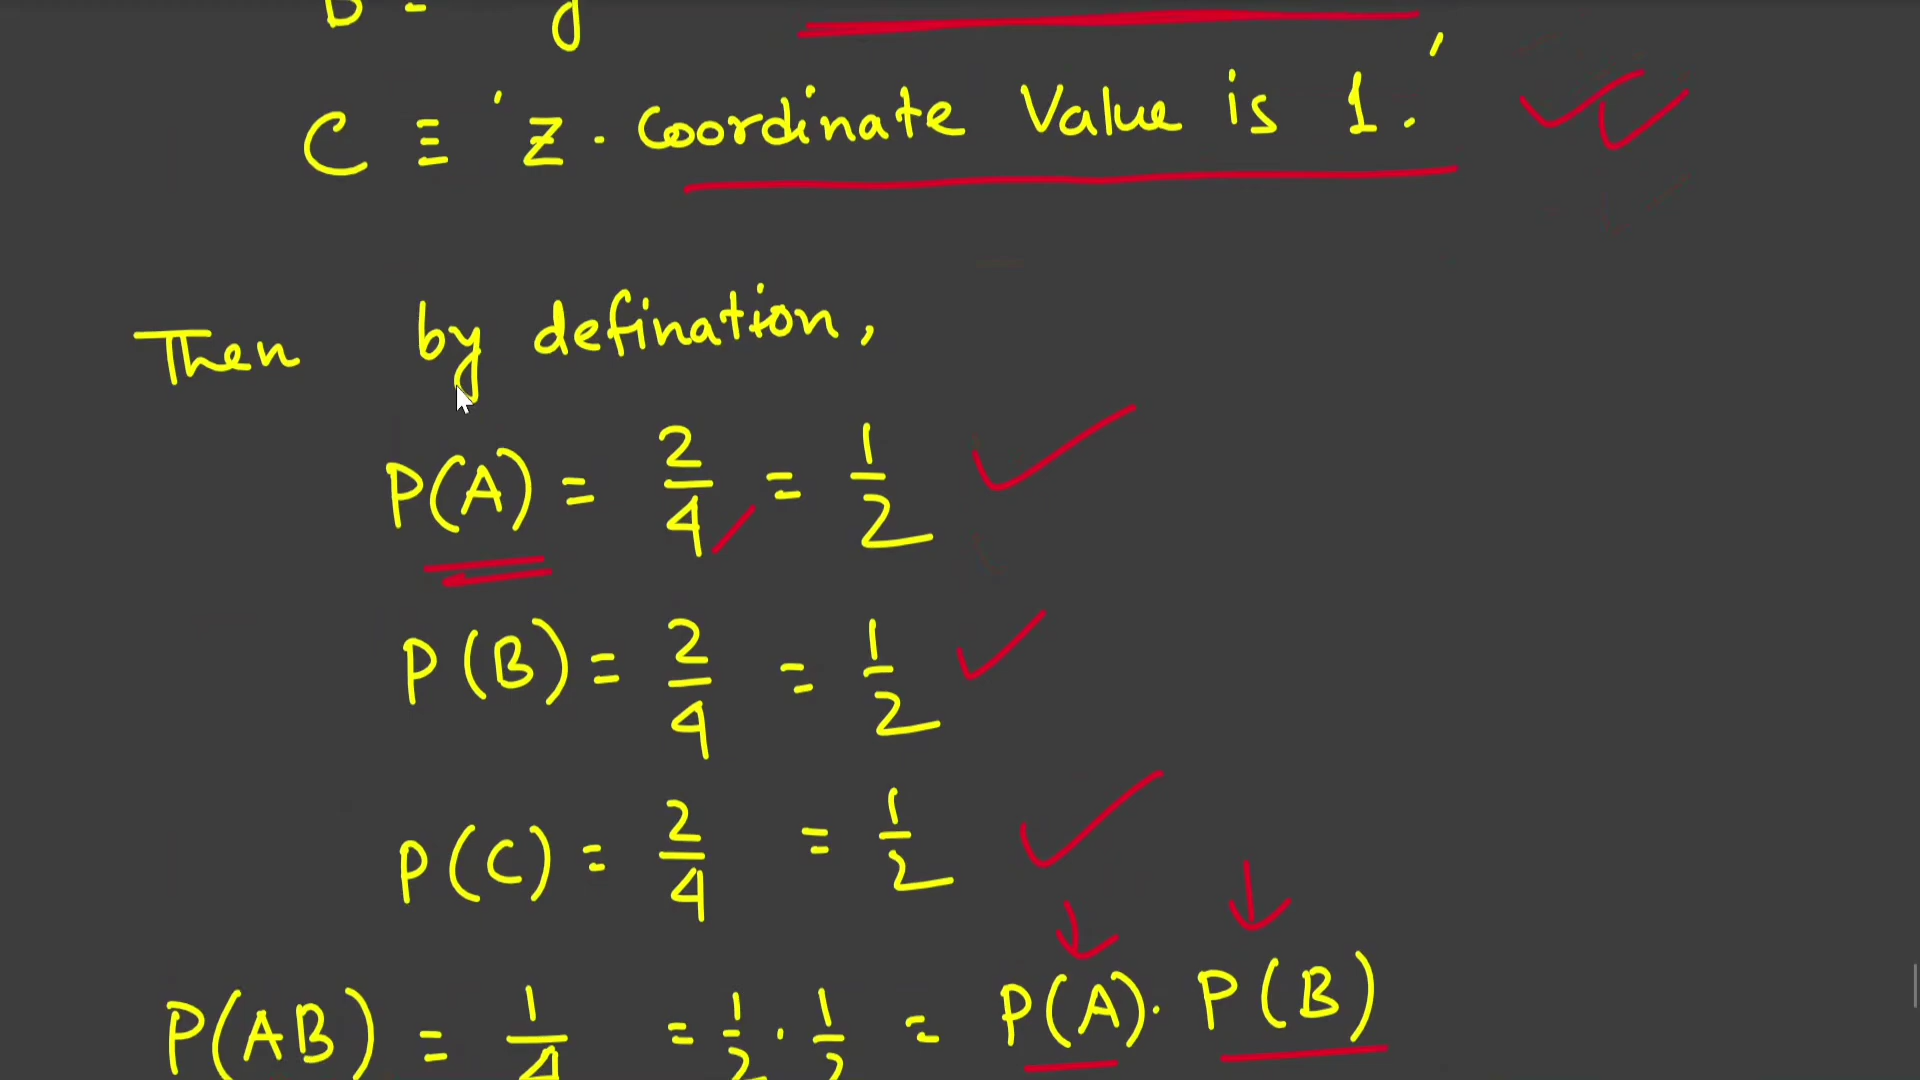 C ≡ ' Z - Coordinate Value is 1.'
Then by defination,
P(A) = 2/4 = 1/2
P(B) = 2/4 = 1/2
P(C) = 2/4 = 1/2
P(AB) = 1/4 = 1/2 . 1/2 = P(A). P(B)